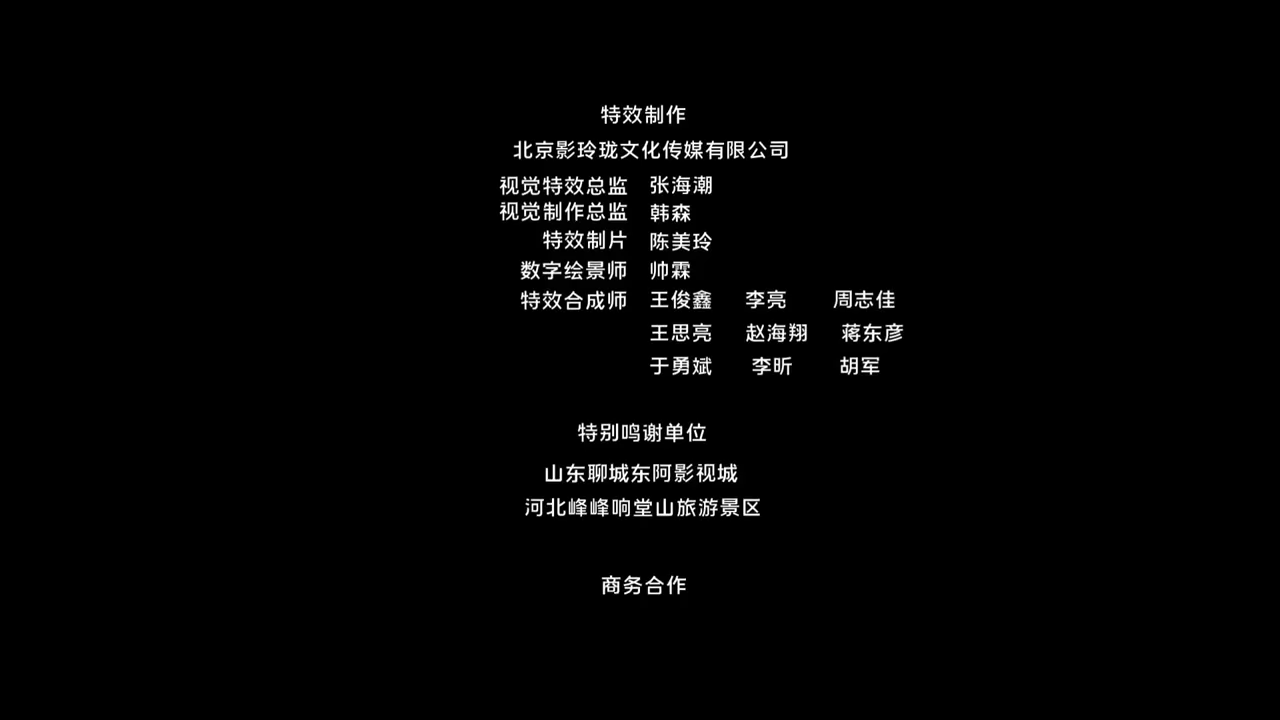 特效制作
北京影玲珑文化传媒有限公司
视觉特效总监 张海潮
视觉制作总监 韩森
特效制片 陈美玲
数字绘景师 帅霖
特效合成师 王俊鑫 李亮 周志佳
王思亮 赵海翔 蒋东彦
于勇斌 李昕 胡军
特别鸣谢单位
山东聊城东阿影视城
河北峰峰响堂山旅游景区
商务合作